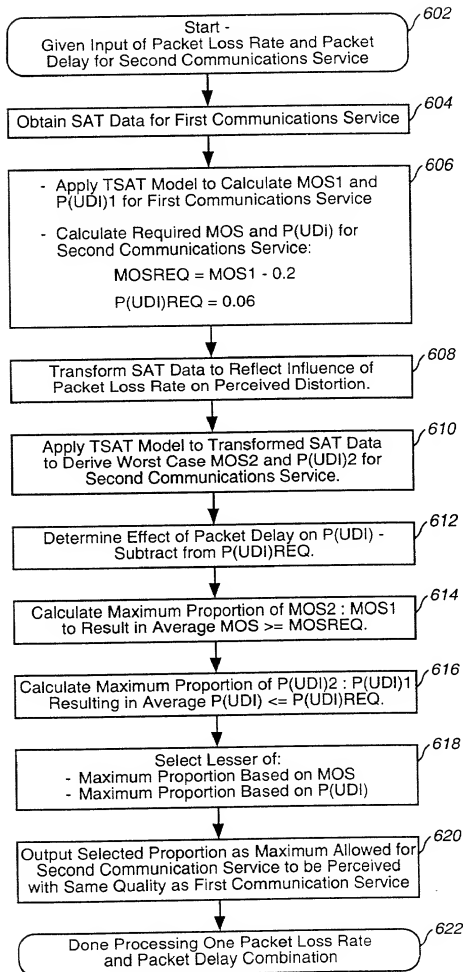 Start -
Given Input of Packet Loss Rate and Packet
Delay for Second Communications Service
602
Obtain SAT Data for First Communications Service
604
- Apply TSAT Model to Calculate MOS1 and
P(UDI)1 for First Communications Service
- Calculate Required MOS and P(UDi) for
Second Communications Service:
MOSREQ = MOS1 - 0.2
P(UDI)REQ = 0.06
606
Transform SAT Data to Reflect Influence of
Packet Loss Rate on Perceived Distortion.
608
Apply TSAT Model to Transformed SAT Data
to Derive Worst Case MOS2 and P(UDI)2 for
Second Communications Service.
610
Determine Effect of Packet Delay on P(UDI) -
Subtract from P(UDI)REQ.
612
Calculate Maximum Proportion of MOS2 : MOS1
to Result in Average MOS >= MOSREQ.
614
Calculate Maximum Proportion of P(UDI)2 : P(UDI)1
Resulting in Average P(UDI) <= P(UDI)REQ.
616
Select Lesser of:
- Maximum Proportion Based on MOS
- Maximum Proportion Based on P(UDI)
618
Output Selected Proportion as Maximum Allowed for
Second Communication Service to be Perceived
with Same Quality as First Communication Service
620
Done Processing One Packet Loss Rate
and Packet Delay Combination
622